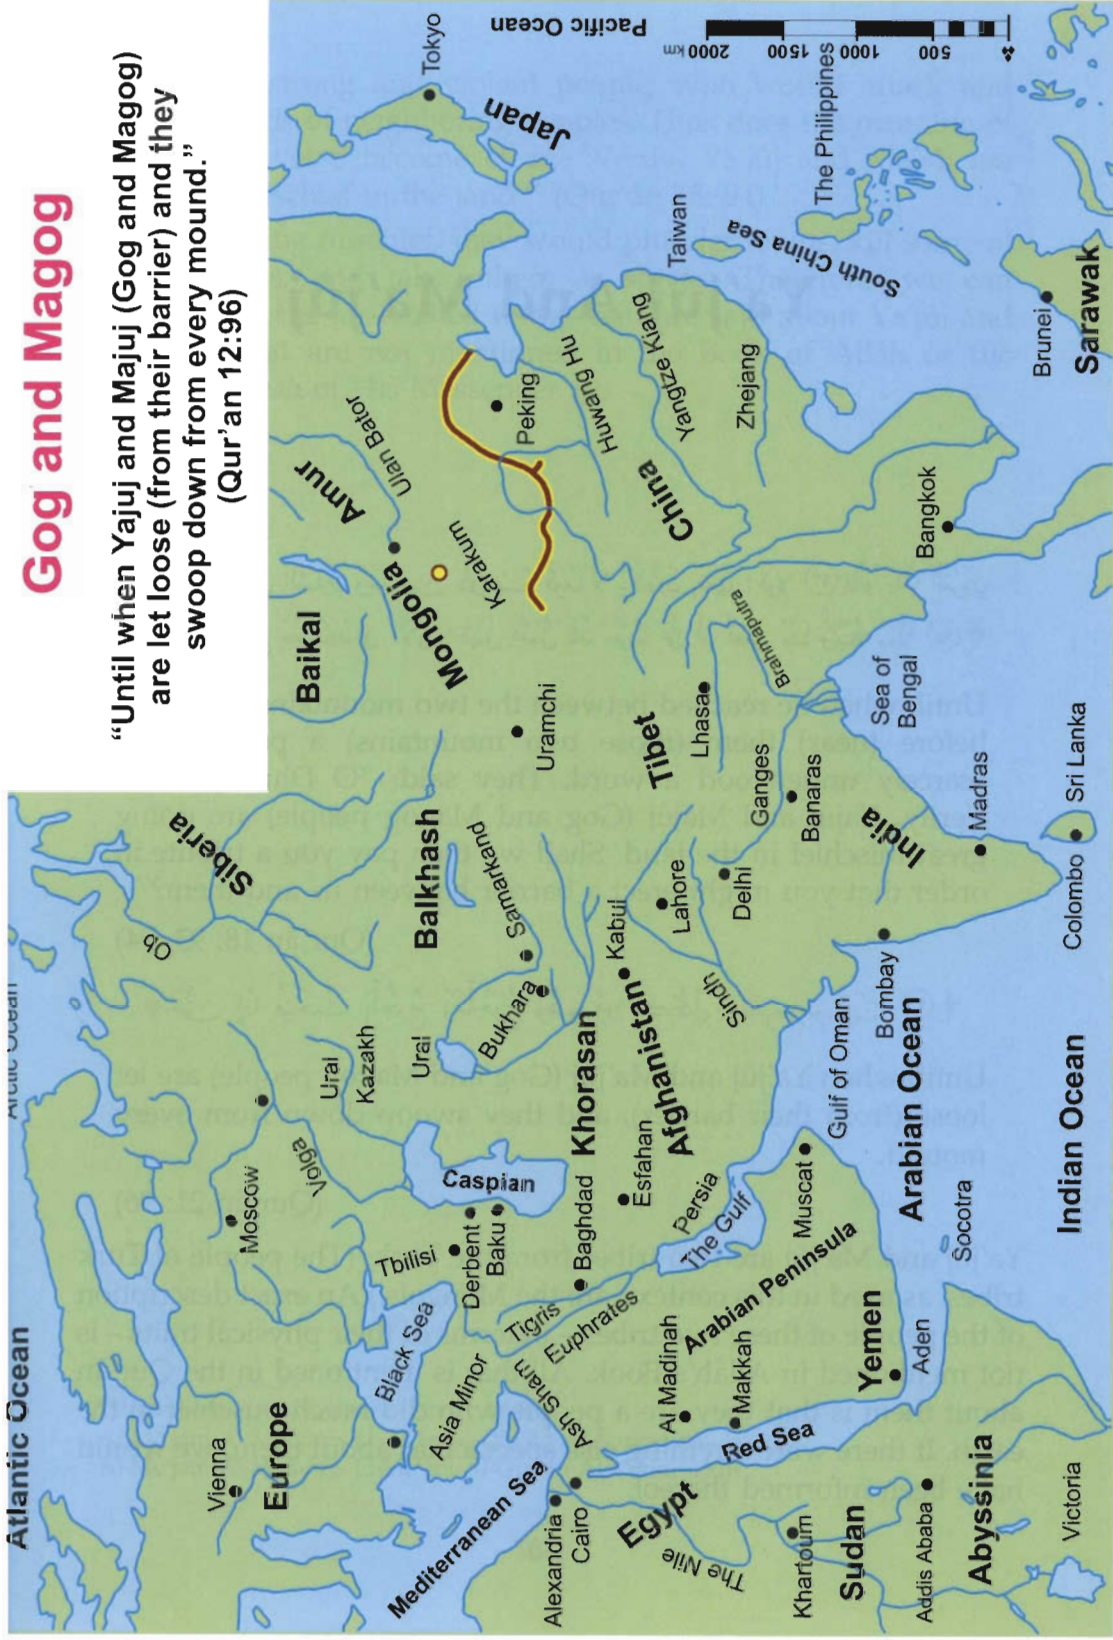 Gog and Magog
“Until when Yajuj and Majuj (Gog and Magog)
are let loose (from their barrier) and they
swoop down from every mound.”
(Qur’an 12:96)
Atlantic Ocean
Arctic Ocean
Ob
Siberia
Vienna
Europe
Moscow
Volga
Ural
Kazakh
Ural
Baikal
Amur
Ulan Bator
Mongolia
Karakum
Tokyo
Japan
Pacific Ocean
Black Sea
Tbilisi
Caspian
Derbent
Baku
Balkhash
Samarkand
Bukhara
Uramchi
Peking
Huwang Hu
Yangtze Kiang
Zhejang
China
Taiwan
South China Sea
The Philippines
Asia Minor
Mediterranean Sea
Ash Sham
Tigris
Euphrates
Baghdad
Khorasan
Esfahan
Afghanistan
Kabul
Lahore
Sindh
Delhi
Tibet
Lhasa
Brahmaputra
Ganges
Banaras
India
Alexandria
Cairo
Egypt
The Nile
Al Madinah
Makkah
Red Sea
Arabian Peninsula
Persia
The Gulf
Muscat
Gulf of Oman
Bombay
Arabian Ocean
Madras
Sea of
Bengal
Bangkok
Khartoum
Sudan
Yemen
Aden
Socotra
Addis Ababa
Abyssinia
Victoria
Indian Ocean
Colombo
Sri Lanka
Brunei
Sarawak
2000 km
1500
1000
500